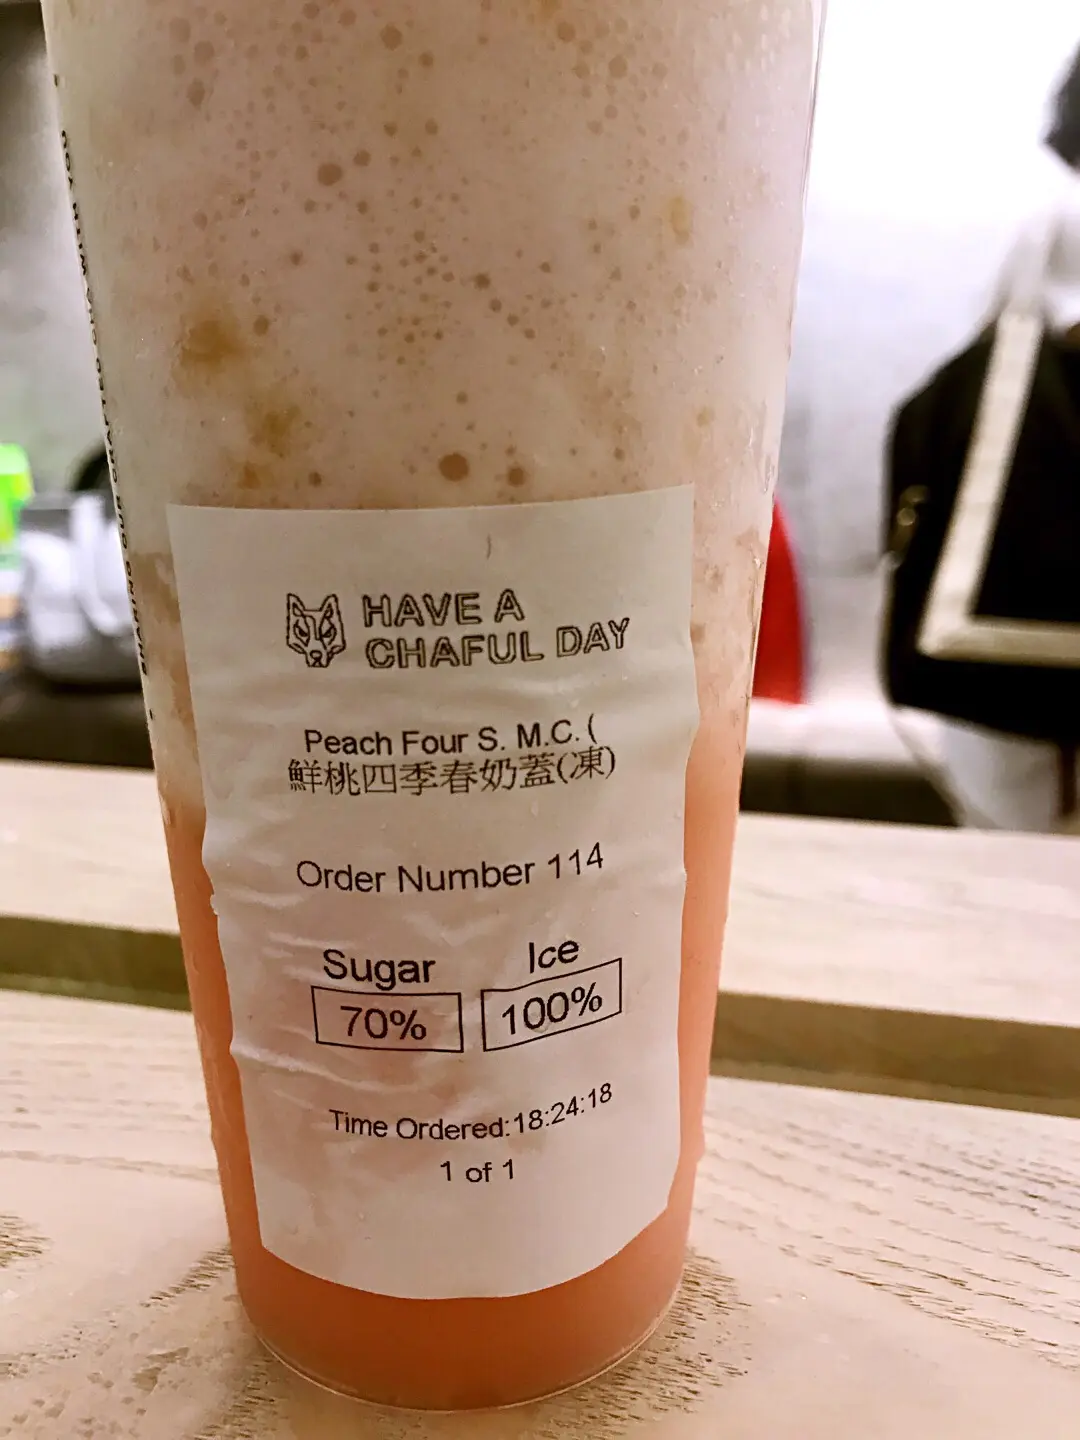 HAVE A
CHAFUL DAY
Peach Four S. M.C. (
鮮桃四季春奶蓋(凍)
Order Number 114
Sugar Ice
70% 100%
Time Ordered:18:24:18
1 of 1